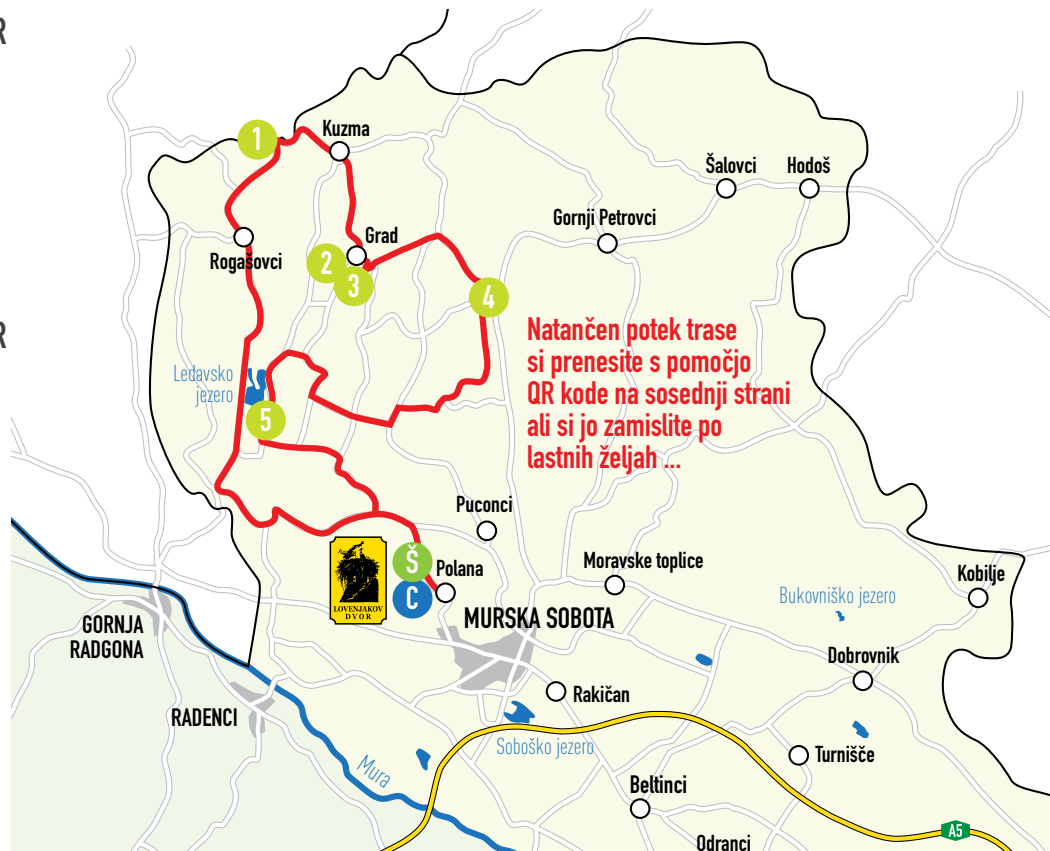 R
R
1
Kuzma
Šalovci
Hodoš
Gornji Petrovci
Grad
Rogašovci
2
3
4
Natančen potek trase
si prenesite s pomočjo
QR kode na sosednji strani
ali si jo zamislite po
lastnih željah ...
Ledavsko
jezero
5
Puconci
Š
Polana
C
LOVENJAKOV
DVOR
Moravske toplice
Kobilje
Bukovniško jezero
MURSKA SOBOTA
GORNJA
RADGONA
Dobrovnik
Rakičan
RADENCI
Soboško jezero
Turnišče
Mura
Beltinci
A5
Odranci